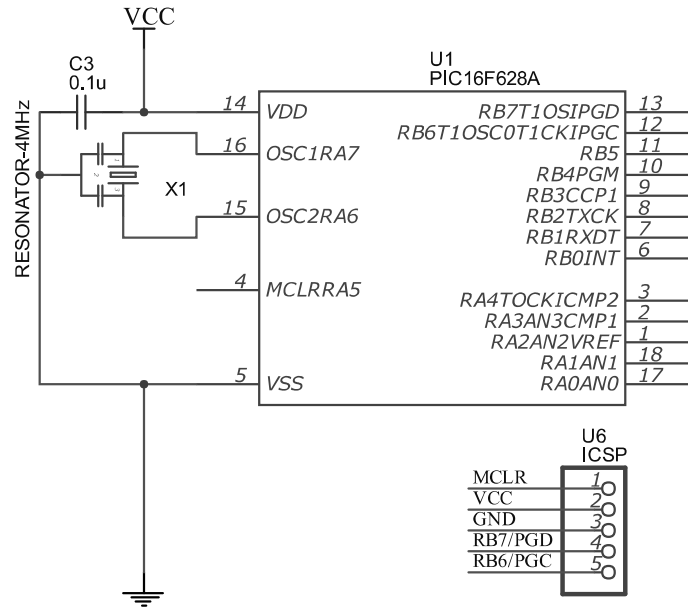 VCC
C3
0.1u
RESONATOR-4MHz
1
2
3
X1
U1
PIC16F628A
14 VDD
16 OSC1RA7
15 OSC2RA6
4 MCLRRA5
5 VSS
RB7T1OSIPGD 13
RB6T1OSC0T1CKIPGC 12
RB5 11
RB4PGM 10
RB3CCP1 9
RB2TXCK 8
RB1RXDT 7
RB0INT 6
RA4TOCKICMP2 3
RA3AN3CMP1 2
RA2AN2VREF 1
RA1AN1 18
RA0AN0 17
U6
ICSP
MCLR 1
VCC 2
GND 3
RB7/PGD 4
RB6/PGC 5